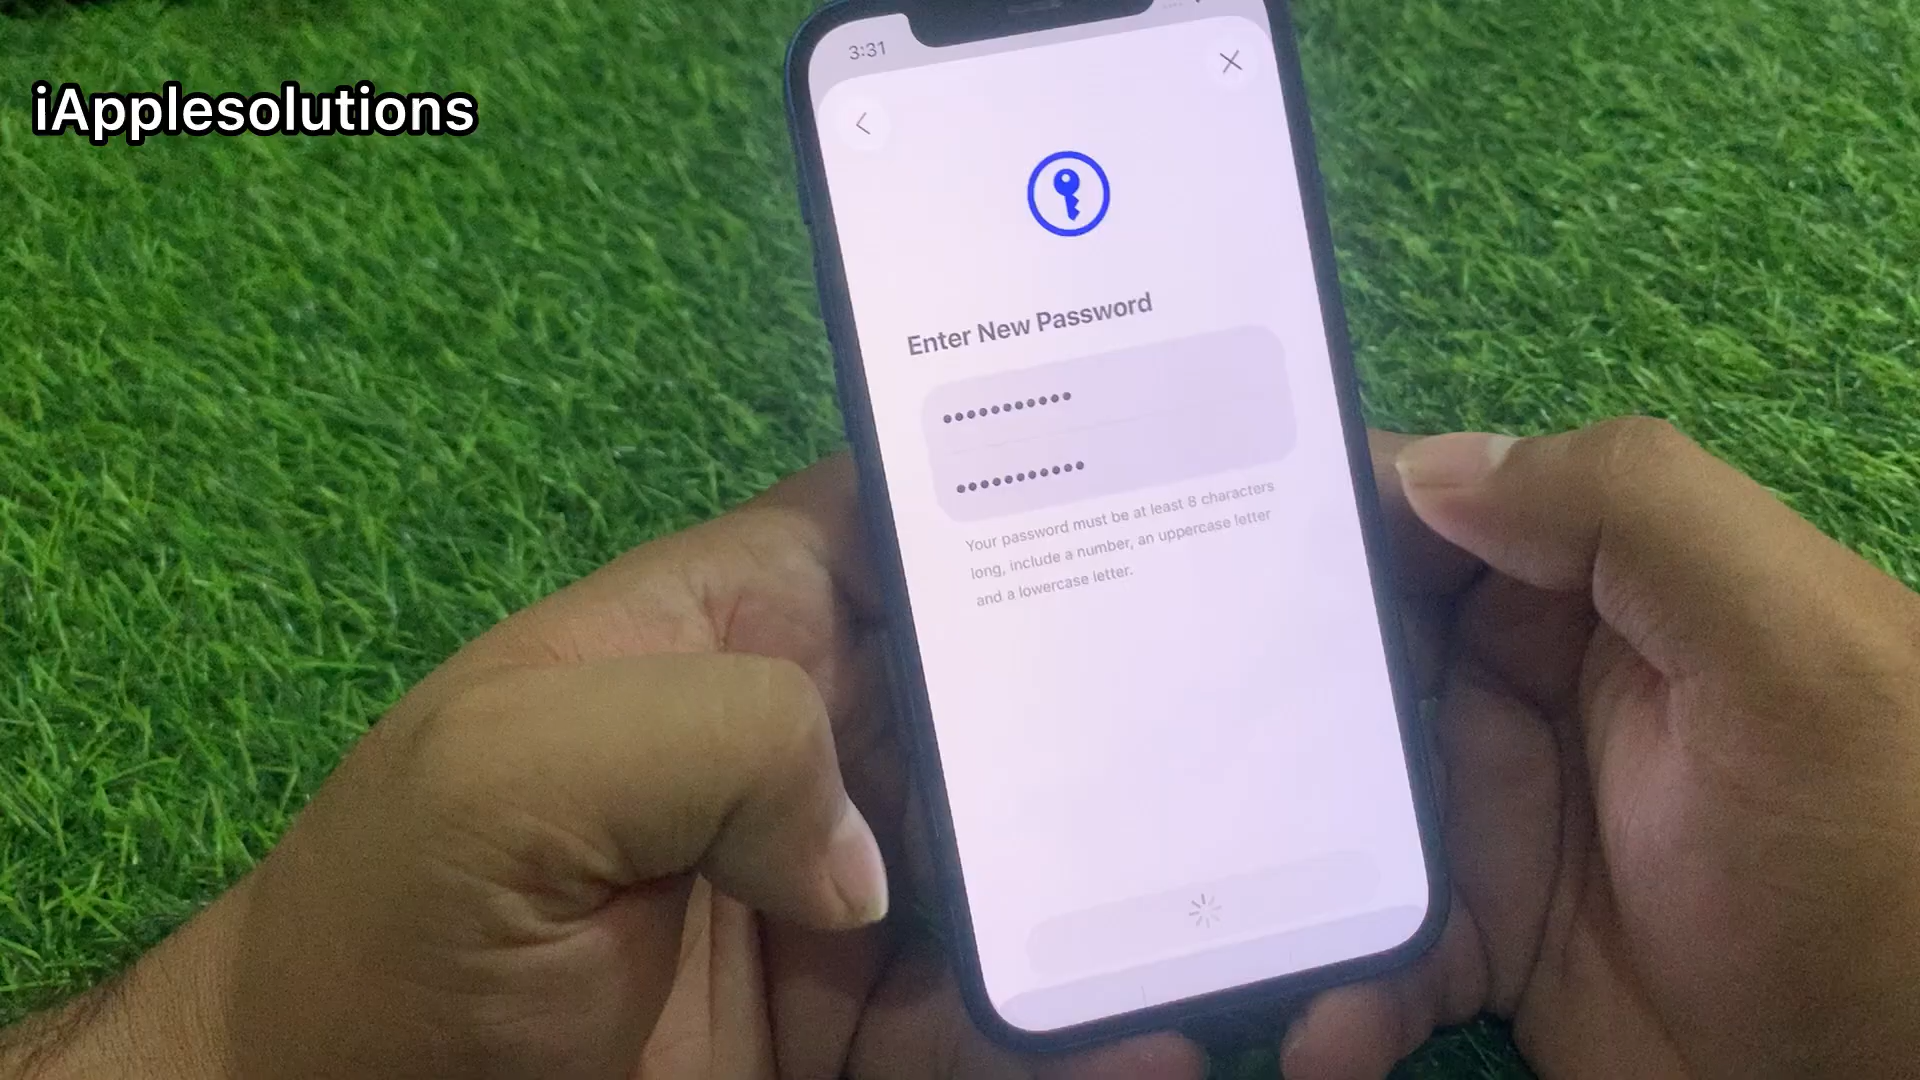 iApplesolutions
3:31
Enter New Password
•••••••••••
•••••••••••
Your password must be at least 8 characters
long, include a number, an uppercase letter
and a lowercase letter.